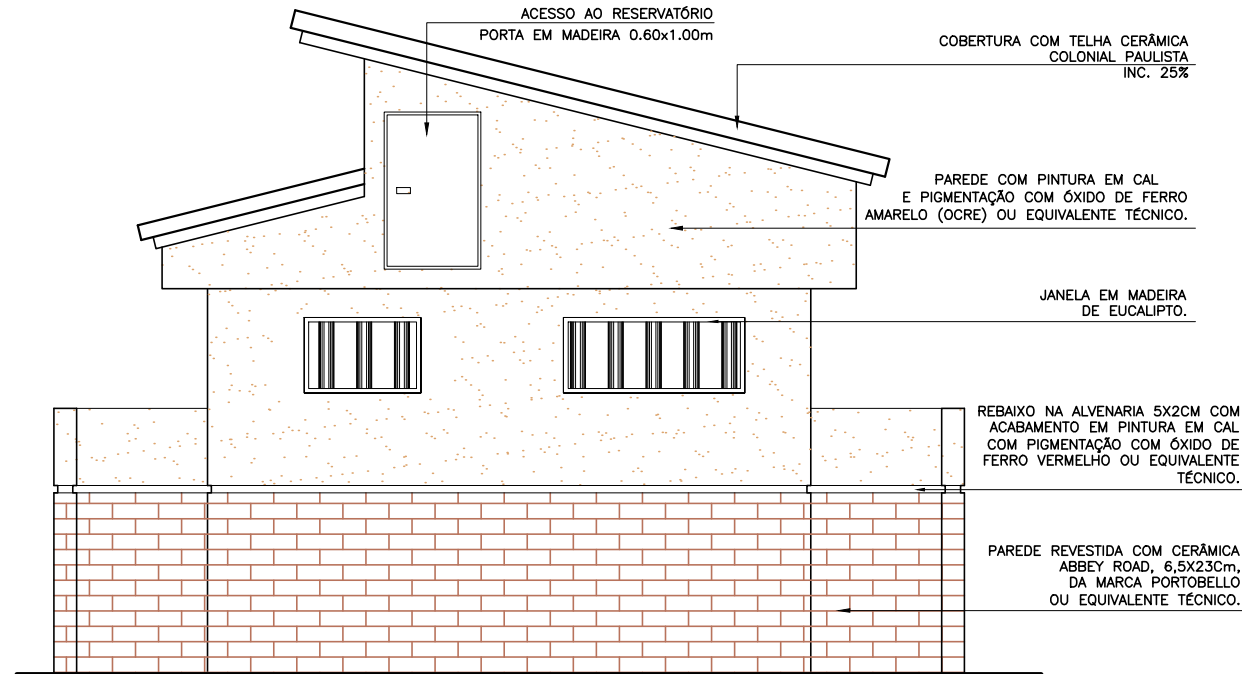 ACESSO AO RESERVATÓRIO
PORTA EM MADEIRA 0.60x1.00m
COBERTURA COM TELHA CERÂMICA
COLONIAL PAULISTA
INC. 25%
PAREDE COM PINTURA EM CAL
E PIGMENTAÇÃO COM ÓXIDO DE FERRO
AMARELO (OCRE) OU EQUIVALENTE TÉCNICO.
JANELA EM MADEIRA
DE EUCALIPTO.
REBAIXO NA ALVENARIA 5X2CM COM
ACABAMENTO EM PINTURA EM CAL
COM PIGMENTAÇÃO COM ÓXIDO DE
FERRO VERMELHO OU EQUIVALENTE
TÉCNICO.
PAREDE REVESTIDA COM CERÂMICA
ABBEY ROAD, 6,5X23Cm,
DA MARCA PORTOBELLO
OU EQUIVALENTE TÉCNICO.